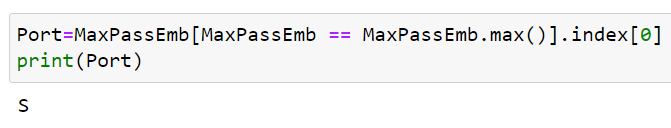 Port=MaxPassEmb[MaxPassEmb == MaxPassEmb.max()].index[0]
print(Port)
S